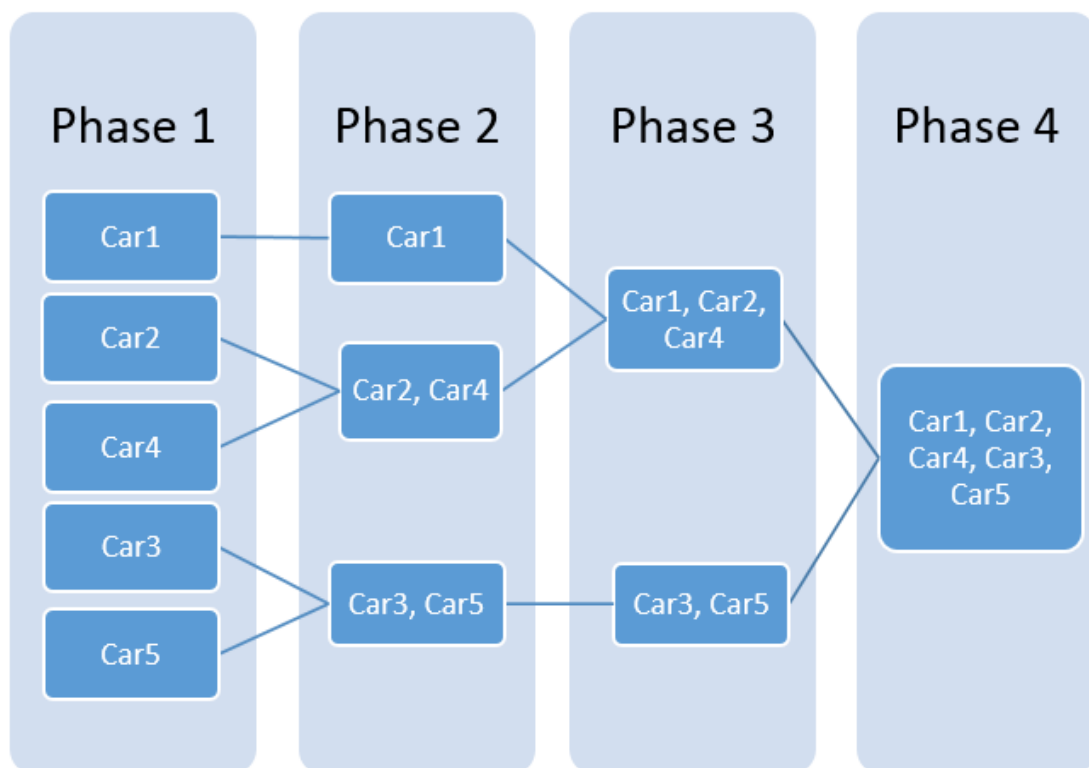 Phase 1
Car1
Car2
Car4
Car3
Car5
Phase 2
Car1
Car2, Car4
Car3, Car5
Phase 3
Car1, Car2,
Car4
Car3, Car5
Phase 4
Car1, Car2,
Car4, Car3,
Car5